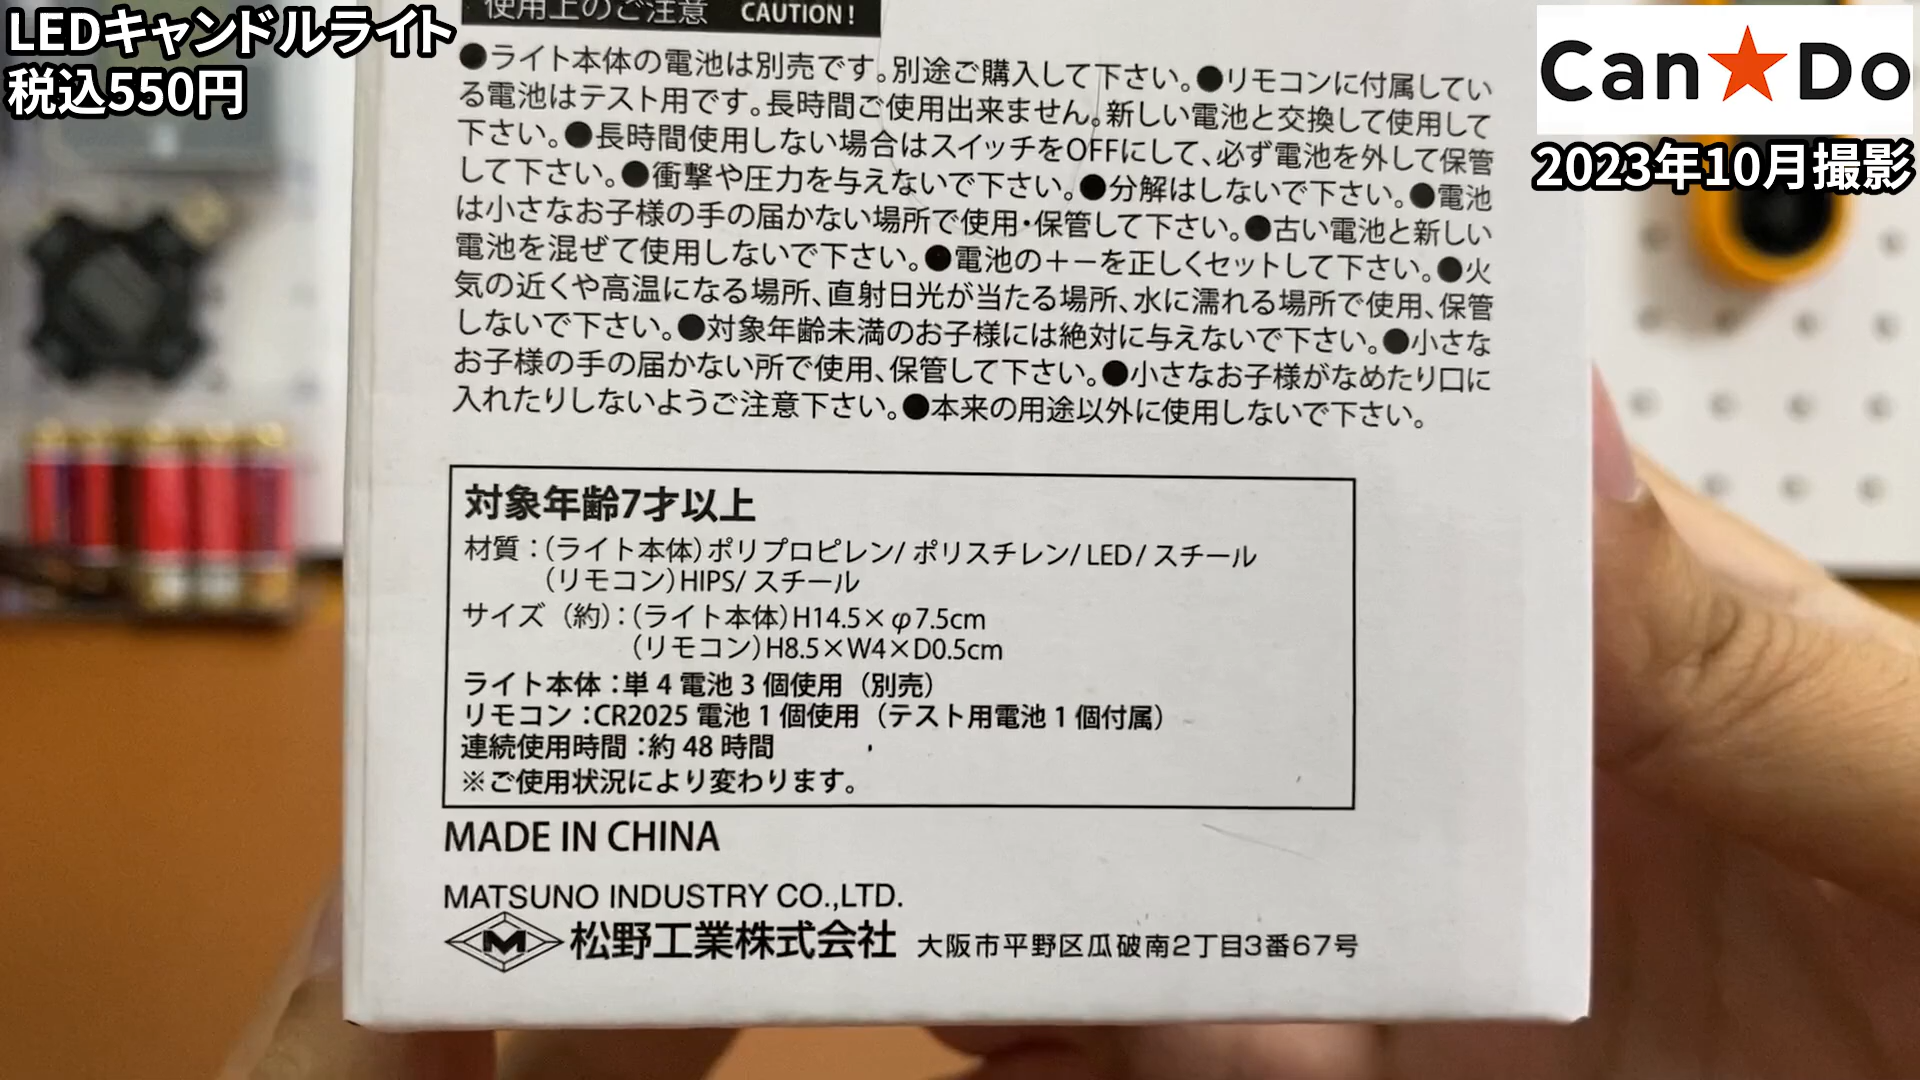 LEDキャンドルライト
税込550円
Can★Do
2023年10月撮影
使用上のご注意 CAUTION!
●ライト本体の電池は別売です。別途ご購入して下さい。●リモコンに付属してい
る電池はテスト用です。長時間ご使用出来ません。新しい電池と交換して使用して
下さい。●長時間使用しない場合はスイッチをOFFにして、必ず電池を外して保管
して下さい。●衝撃や圧力を与えないで下さい。●分解はしないで下さい。●電池
は小さなお子様の手の届かない場所で使用・保管して下さい。●古い電池と新しい
電池を混ぜて使用しないで下さい。●電池の＋−を正しくセットして下さい。●火
気の近くや高温になる場所、直射日光が当たる場所、水に濡れる場所で使用、保管
しないで下さい。●対象年齢未満のお子様には絶対に与えないで下さい。●小さな
お子様の手の届かない所で使用、保管して下さい。●小さなお子様がなめたり口に
入れたりしないようご注意下さい。●本来の用途以外に使用しないで下さい。
対象年齢7才以上
材質：（ライト本体）ポリプロピレン/ ポリスチレン/ LED / スチール
（リモコン）HIPS/ スチール
サイズ（約）：（ライト本体）H14.5×φ7.5cm
（リモコン）H8.5×W4×D0.5cm
ライト本体：単4電池3個使用（別売）
リモコン：CR2025電池1個使用（テスト用電池1個付属）
連続使用時間：約48時間
※ご使用状況により変わります。
MADE IN CHINA
MATSUNO INDUSTRY CO.,LTD.
M 松野工業株式会社 大阪市平野区瓜破南2丁目3番67号